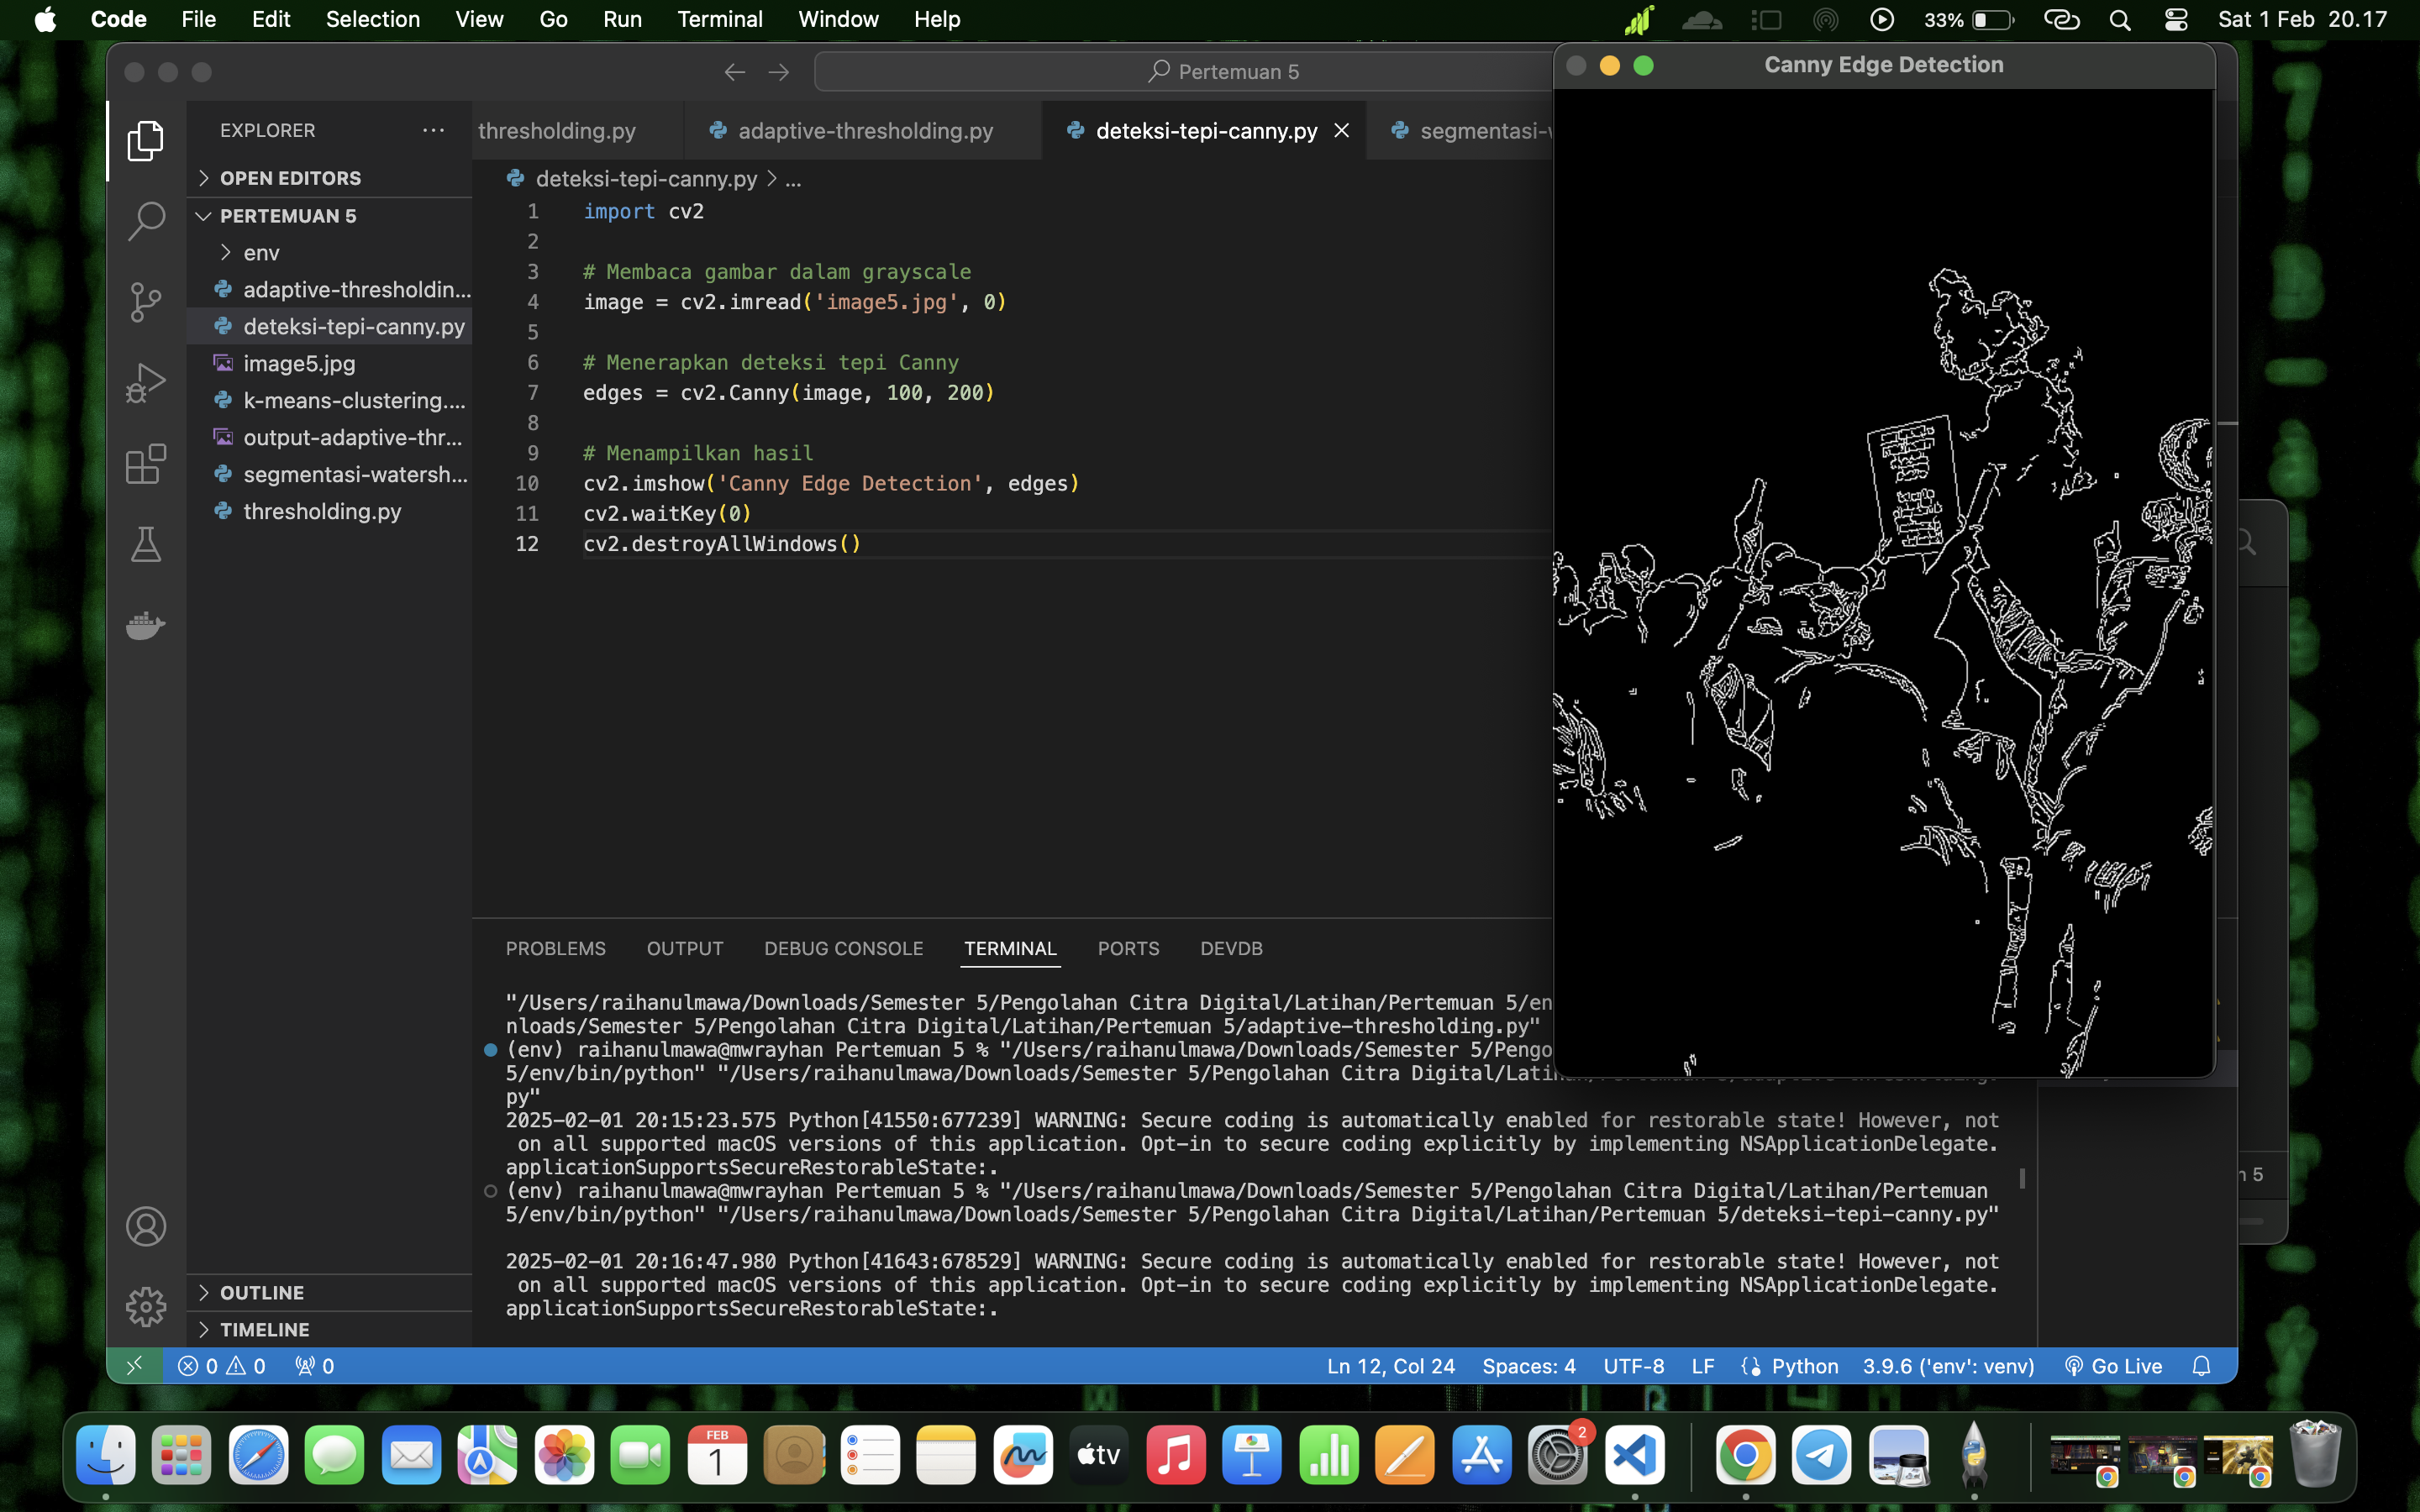 Code File Edit Selection View Go Run Terminal Window Help
33% Sat 1 Feb 20.17
Pertemuan 5
Canny Edge Detection
EXPLORER
OPEN EDITORS
PERTEMUAN 5
env
adaptive-thresholdin...
deteksi-tepi-canny.py
image5.jpg
k-means-clustering....
output-adaptive-thr...
segmentasi-watersh...
thresholding.py
OUTLINE
TIMELINE
thresholding.py adaptive-thresholding.py deteksi-tepi-canny.py segmentasi-
deteksi-tepi-canny.py > ...
1 import cv2
2
3 # Membaca gambar dalam grayscale
4 image = cv2.imread('image5.jpg', 0)
5
6 # Menerapkan deteksi tepi Canny
7 edges = cv2.Canny(image, 100, 200)
8
9 # Menampilkan hasil
10 cv2.imshow('Canny Edge Detection', edges)
11 cv2.waitKey(0)
12 cv2.destroyAllWindows()
PROBLEMS OUTPUT DEBUG CONSOLE TERMINAL PORTS DEVDB
"/Users/raihanulmawa/Downloads/Semester 5/Pengolahan Citra Digital/Latihan/Pertemuan 5/en
nloads/Semester 5/Pengolahan Citra Digital/Latihan/Pertemuan 5/adaptive-thresholding.py"
(env) raihanulmawa@mwrayhan Pertemuan 5 % "/Users/raihanulmawa/Downloads/Semester 5/Pengo
5/env/bin/python" "/Users/raihanulmawa/Downloads/Semester 5/Pengolahan Citra Digital/Lati
py"
2025-02-01 20:15:23.575 Python[41550:677239] WARNING: Secure coding is automatically enabled for restorable state! However, not
on all supported macOS versions of this application. Opt-in to secure coding explicitly by implementing NSApplicationDelegate.
applicationSupportsSecureRestorableState:.
(env) raihanulmawa@mwrayhan Pertemuan 5 % "/Users/raihanulmawa/Downloads/Semester 5/Pengolahan Citra Digital/Latihan/Pertemuan
5/env/bin/python" "/Users/raihanulmawa/Downloads/Semester 5/Pengolahan Citra Digital/Latihan/Pertemuan 5/deteksi-tepi-canny.py"
2025-02-01 20:16:47.980 Python[41643:678529] WARNING: Secure coding is automatically enabled for restorable state! However, not
on all supported macOS versions of this application. Opt-in to secure coding explicitly by implementing NSApplicationDelegate.
applicationSupportsSecureRestorableState:.
n 5
0 0 0 Ln 12, Col 24 Spaces: 4 UTF-8 LF Python 3.9.6 ('env': venv) Go Live
FEB
1
tv
2